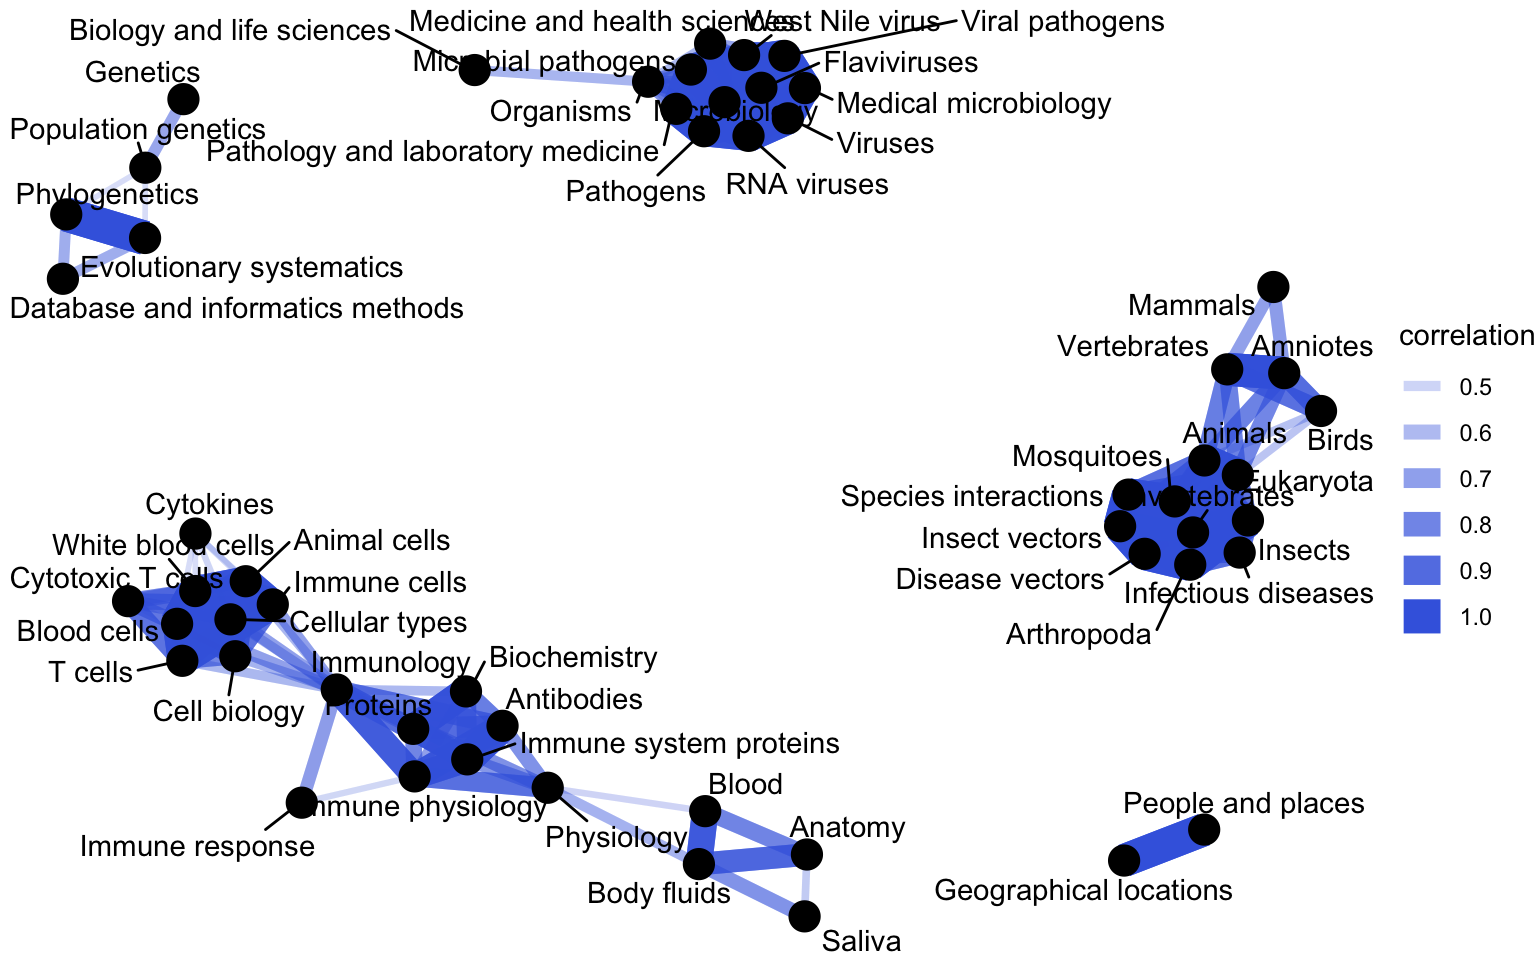 Medicine and health sciences
West Nile virus
Viral pathogens
Biology and life sciences
Microbial pathogens
Flaviviruses
Genetics
Organisms
Microbiology
Medical microbiology
Population genetics
Pathology and laboratory medicine
Viruses
Phylogenetics
Pathogens
RNA viruses
Evolutionary systematics
Database and informatics methods
Mammals
Vertebrates
Amniotes
Animals
Birds
Mosquitoes
Eukaryota
Species interactions
Invertebrates
Insect vectors
Insects
Disease vectors
Infectious diseases
Arthropoda
correlation
0.5
0.6
0.7
0.8
0.9
1.0
Cytokines
White blood cells
Animal cells
Cytotoxic T cells
Immune cells
Blood cells
Cellular types
T cells
Immunology
Biochemistry
Cell biology
Proteins
Antibodies
Immune system proteins
Immune physiology
Blood
Immune response
Physiology
Anatomy
Body fluids
Saliva
People and places
Geographical locations